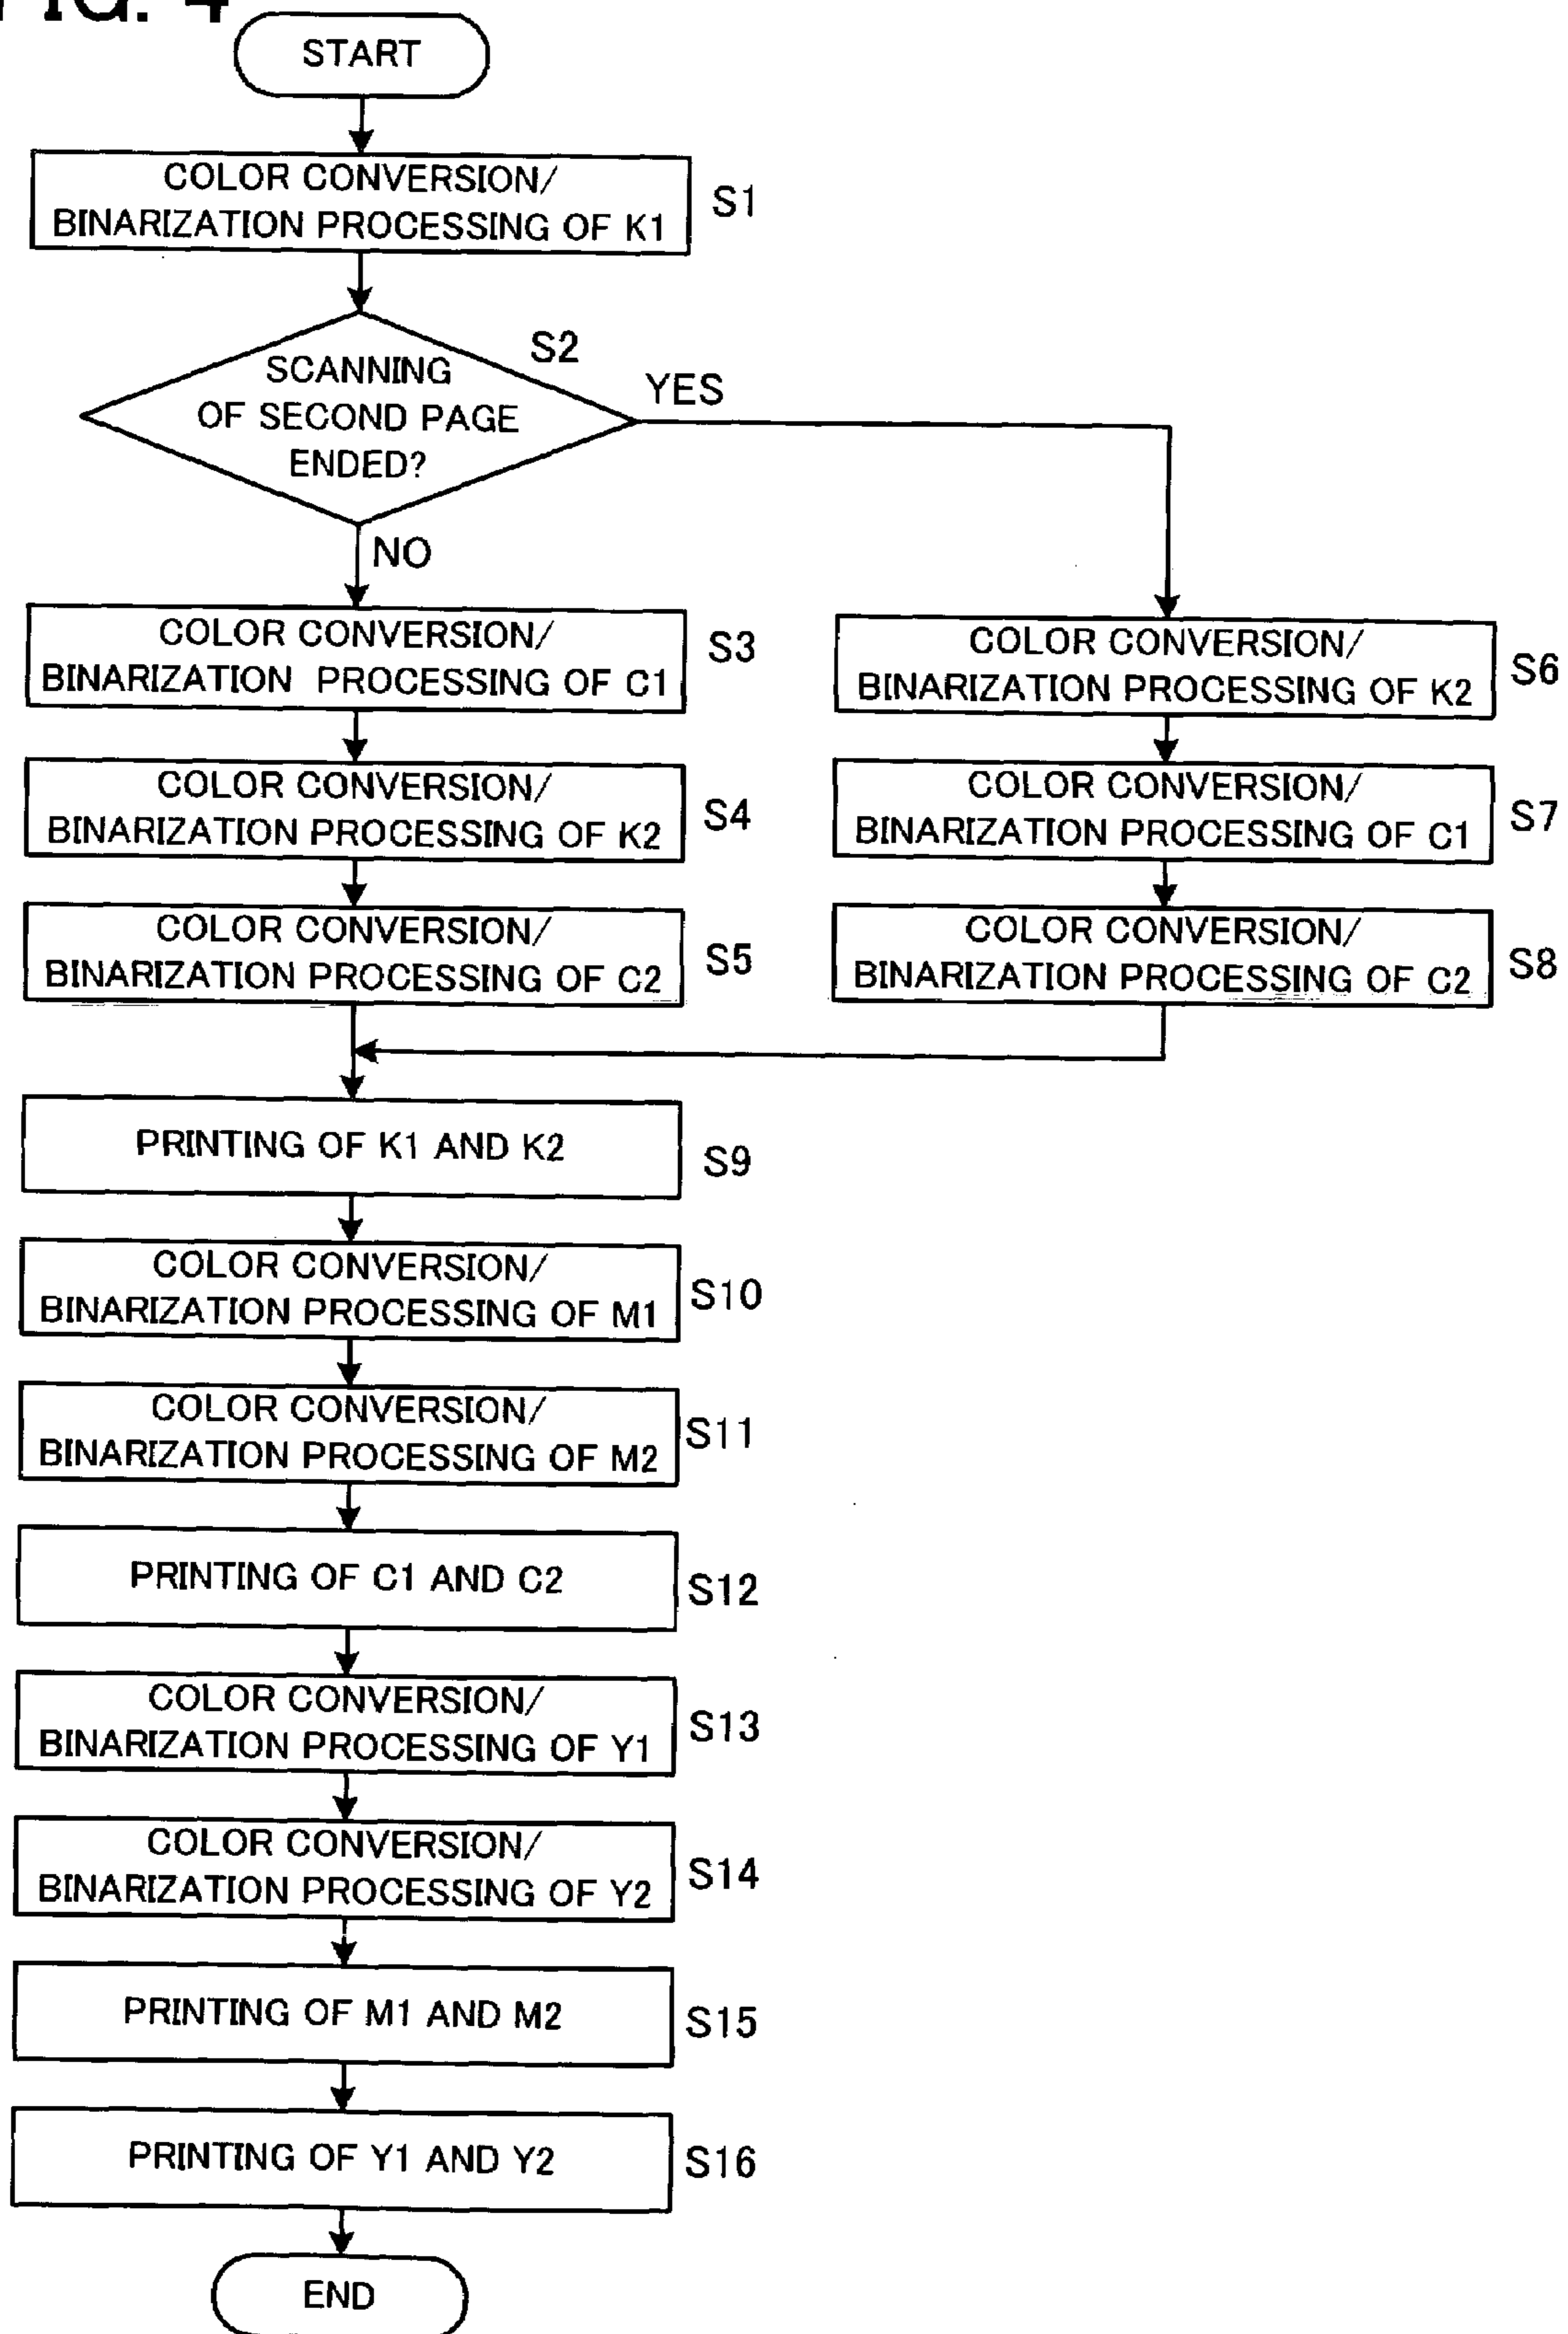 FIG. 4
START
COLOR CONVERSION/
BINARIZATION PROCESSING OF K1
S1
S2
SCANNING
OF SECOND PAGE
ENDED?
YES
NO
COLOR CONVERSION/
BINARIZATION PROCESSING OF C1
S3
COLOR CONVERSION/
BINARIZATION PROCESSING OF K2
S6
COLOR CONVERSION/
BINARIZATION PROCESSING OF K2
S4
COLOR CONVERSION/
BINARIZATION PROCESSING OF C1
S7
COLOR CONVERSION/
BINARIZATION PROCESSING OF C2
S5
COLOR CONVERSION/
BINARIZATION PROCESSING OF C2
S8
PRINTING OF K1 AND K2
S9
COLOR CONVERSION/
BINARIZATION PROCESSING OF M1
S10
COLOR CONVERSION/
BINARIZATION PROCESSING OF M2
S11
PRINTING OF C1 AND C2
S12
COLOR CONVERSION/
BINARIZATION PROCESSING OF Y1
S13
COLOR CONVERSION/
BINARIZATION PROCESSING OF Y2
S14
PRINTING OF M1 AND M2
S15
PRINTING OF Y1 AND Y2
S16
END